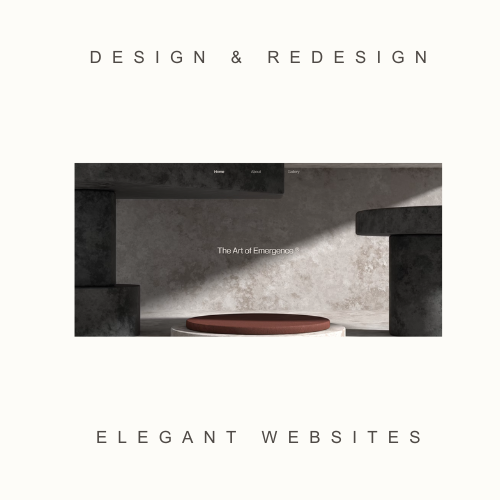 DESIGN & REDESIGN
Home About Gallery
The Art of Emergence®
ELEGANT WEBSITES